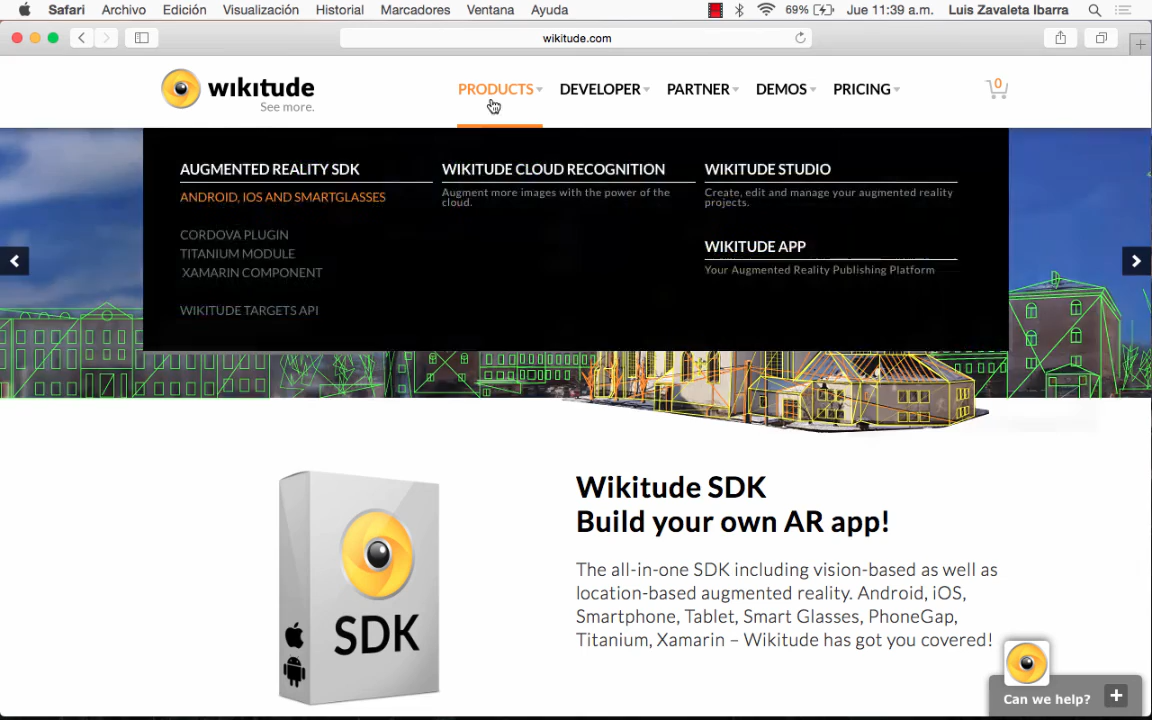 Safari Archivo Edición Visualización Historial Marcadores Ventana Ayuda 69% Jue 11:39 a.m. Luis Zavaleta Ibarra
wikitude.com
wikitude
See more.
PRODUCTS DEVELOPER PARTNER DEMOS PRICING 0
AUGMENTED REALITY SDK
ANDROID, IOS AND SMARTGLASSES
CORDOVA PLUGIN
TITANIUM MODULE
XAMARIN COMPONENT
WIKITUDE TARGETS API
WIKITUDE CLOUD RECOGNITION
Augment more images with the power of the
cloud.
WIKITUDE STUDIO
Create, edit and manage your augmented reality
projects.
WIKITUDE APP
Your Augmented Reality Publishing Platform
SDK
Wikitude SDK
Build your own AR app!
The all-in-one SDK including vision-based as well as
location-based augmented reality. Android, iOS,
Smartphone, Tablet, Smart Glasses, PhoneGap,
Titanium, Xamarin – Wikitude has got you covered!
Can we help?